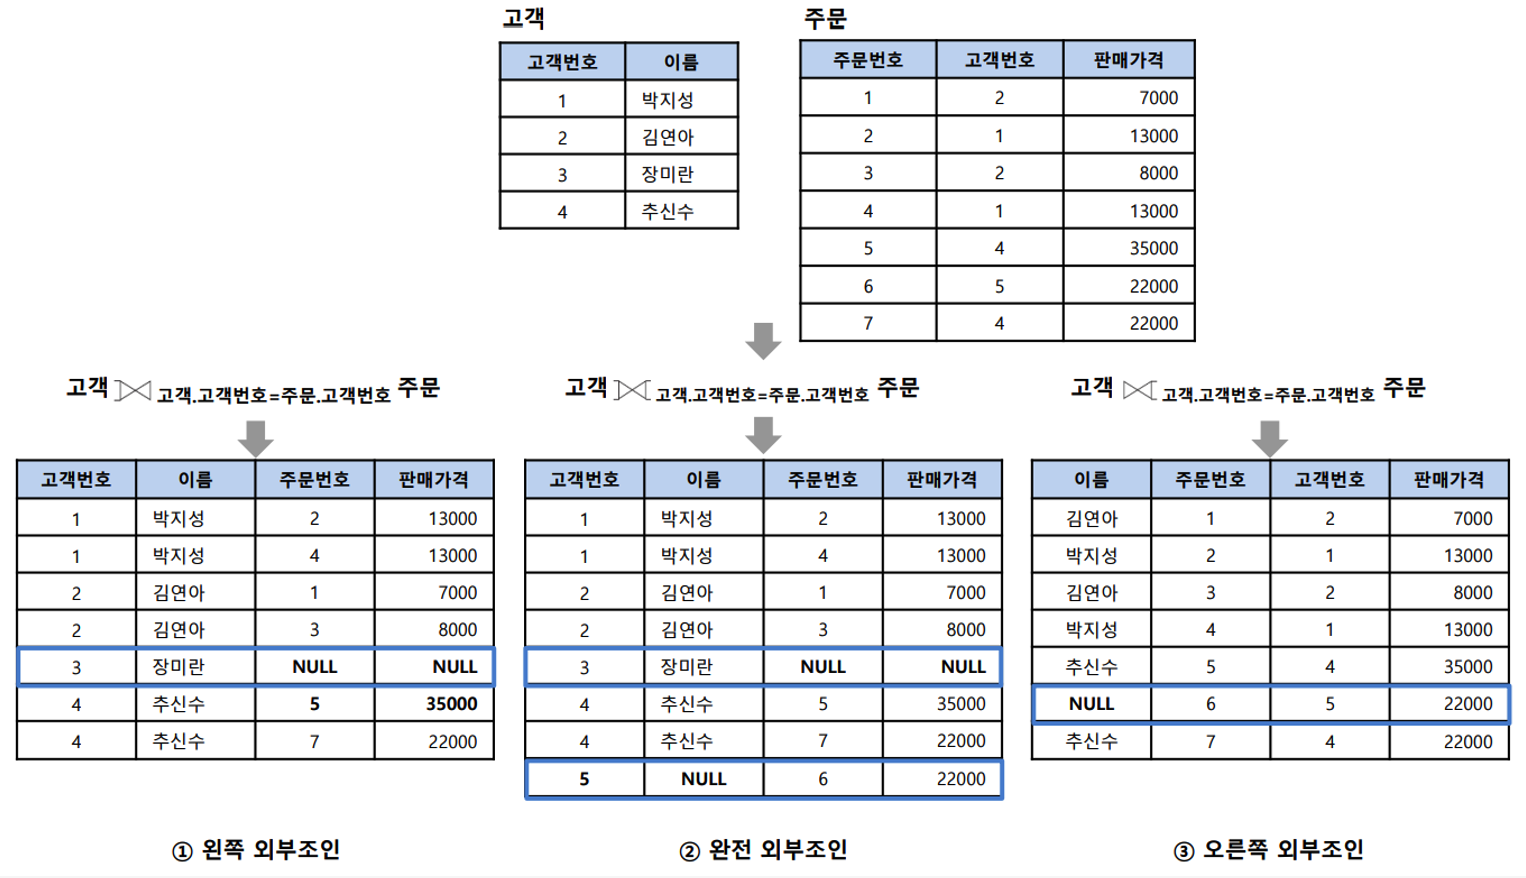 고객
고객번호 이름
1 박지성
2 김연아
3 장미란
4 추신수
주문
주문번호 고객번호 판매가격
1 2 7000
2 1 13000
3 2 8000
4 1 13000
5 4 35000
6 5 22000
7 4 22000
고객 ⟕ 고객.고객번호=주문.고객번호 주문
고객번호 이름 주문번호 판매가격
1 박지성 2 13000
1 박지성 4 13000
2 김연아 1 7000
2 김연아 3 8000
3 장미란 NULL NULL
4 추신수 5 35000
4 추신수 7 22000
① 왼쪽 외부조인
고객 ⟗ 고객.고객번호=주문.고객번호 주문
고객번호 이름 주문번호 판매가격
1 박지성 2 13000
1 박지성 4 13000
2 김연아 1 7000
2 김연아 3 8000
3 장미란 NULL NULL
4 추신수 5 35000
4 추신수 7 22000
5 NULL 6 22000
② 완전 외부조인
고객 ⟖ 고객.고객번호=주문.고객번호 주문
이름 주문번호 고객번호 판매가격
김연아 1 2 7000
박지성 2 1 13000
김연아 3 2 8000
박지성 4 1 13000
추신수 5 4 35000
NULL 6 5 22000
추신수 7 4 22000
③ 오른쪽 외부조인